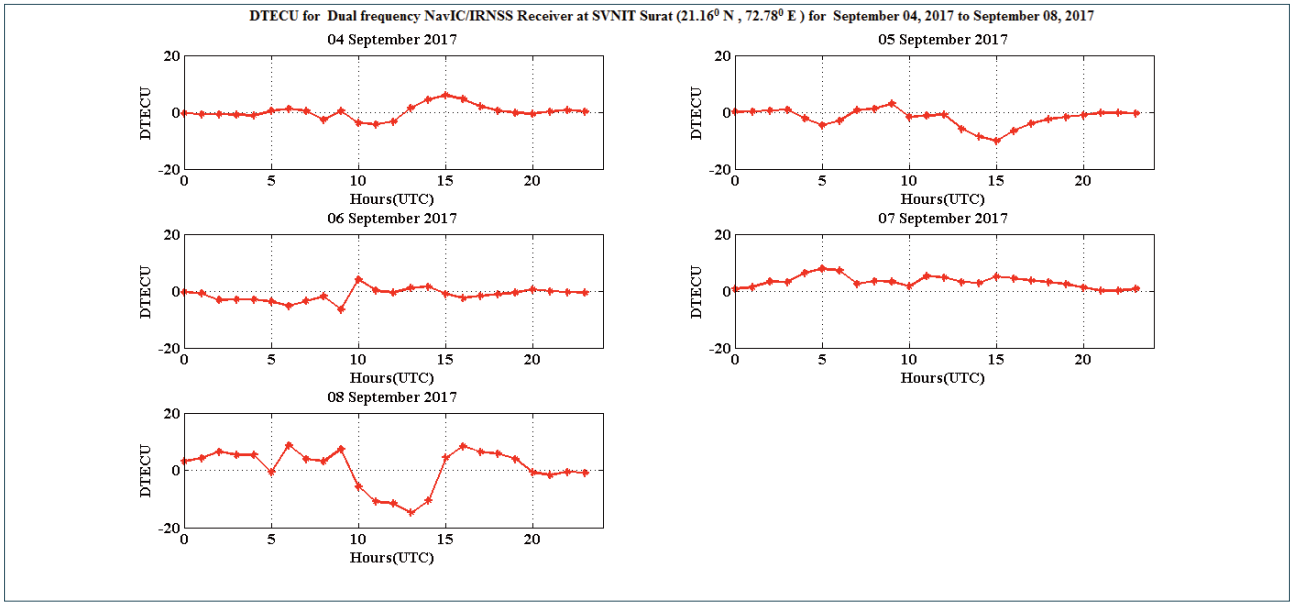 DTECU for Dual frequency NavIC/IRNSS Receiver at SVNIT Surat (21.16⁰ N , 72.78⁰ E ) for September 04, 2017 to September 08, 2017
04 September 2017
20
0
-20
DTECU
0 5 10 15 20
Hours(UTC)
05 September 2017
20
0
-20
DTECU
0 5 10 15 20
Hours(UTC)
06 September 2017
20
0
-20
DTECU
0 5 10 15 20
Hours(UTC)
07 September 2017
20
0
-20
DTECU
0 5 10 15 20
Hours(UTC)
08 September 2017
20
0
-20
DTECU
0 5 10 15 20
Hours(UTC)